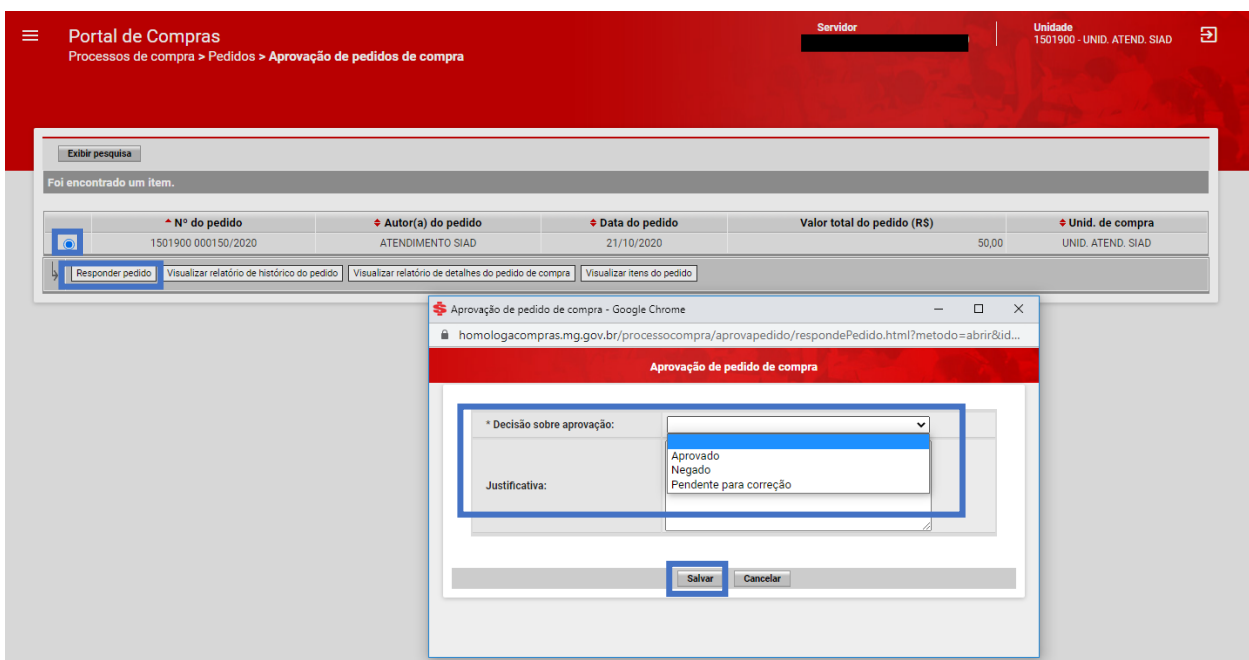 Portal de Compras
Processos de compra > Pedidos > Aprovação de pedidos de compra
Servidor
Unidade
1501900 - UNID. ATEND. SIAD
Exibir pesquisa
Foi encontrado um item.
Nº do pedido Autor(a) do pedido Data do pedido Valor total do pedido (R$) Unid. de compra
1501900 000150/2020 ATENDIMENTO SIAD 21/10/2020 50,00 UNID. ATEND. SIAD
Responder pedido Visualizar relatório de histórico do pedido Visualizar relatório de detalhes do pedido de compra Visualizar itens do pedido
Aprovação de pedido de compra - Google Chrome
homologacompras.mg.gov.br/processocompra/aprovapedido/respondePedido.html?metodo=abrir&id...
Aprovação de pedido de compra
* Decisão sobre aprovação:
Aprovado
Negado
Pendente para correção
Justificativa:
Salvar Cancelar